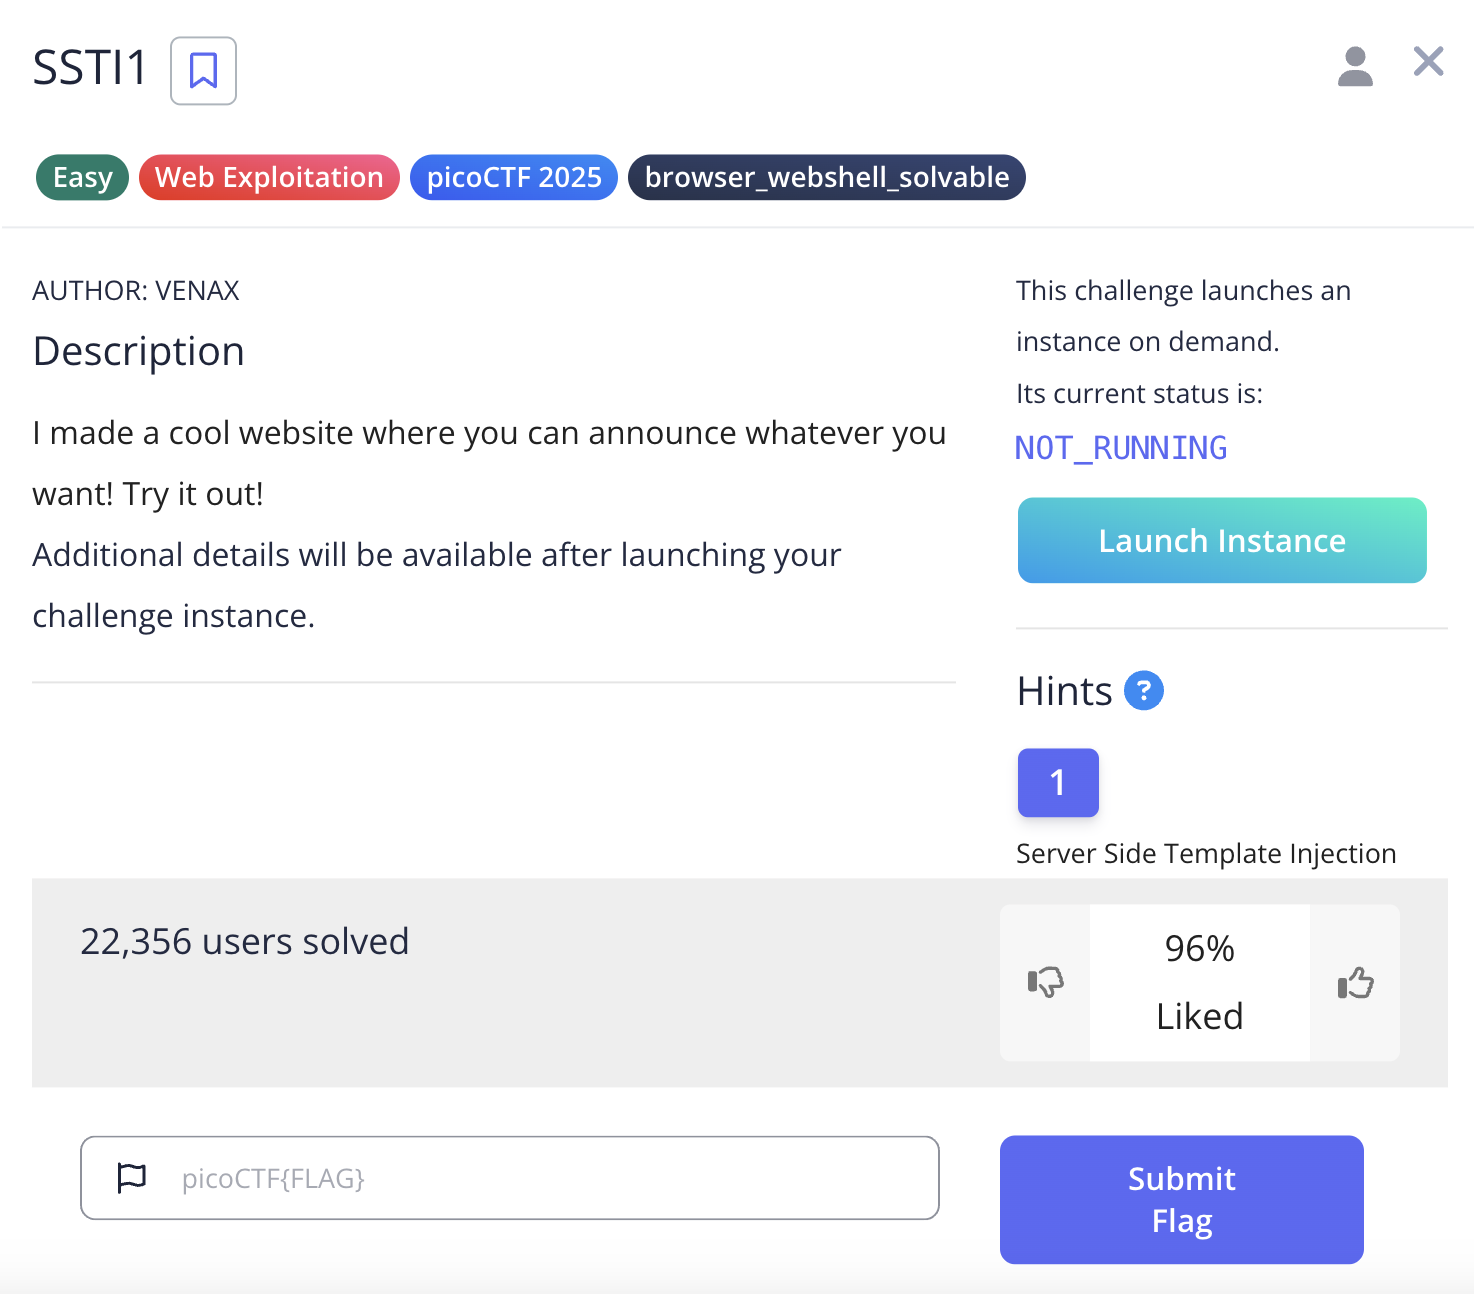 SSTI1
Easy Web Exploitation picoCTF 2025 browser_webshell_solvable
AUTHOR: VENAX
Description
I made a cool website where you can announce whatever you
want! Try it out!
Additional details will be available after launching your
challenge instance.
This challenge launches an
instance on demand.
Its current status is:
NOT_RUNNING
Launch Instance
Hints ?
1
Server Side Template Injection
22,356 users solved
96%
Liked
picoCTF{FLAG}
Submit
Flag